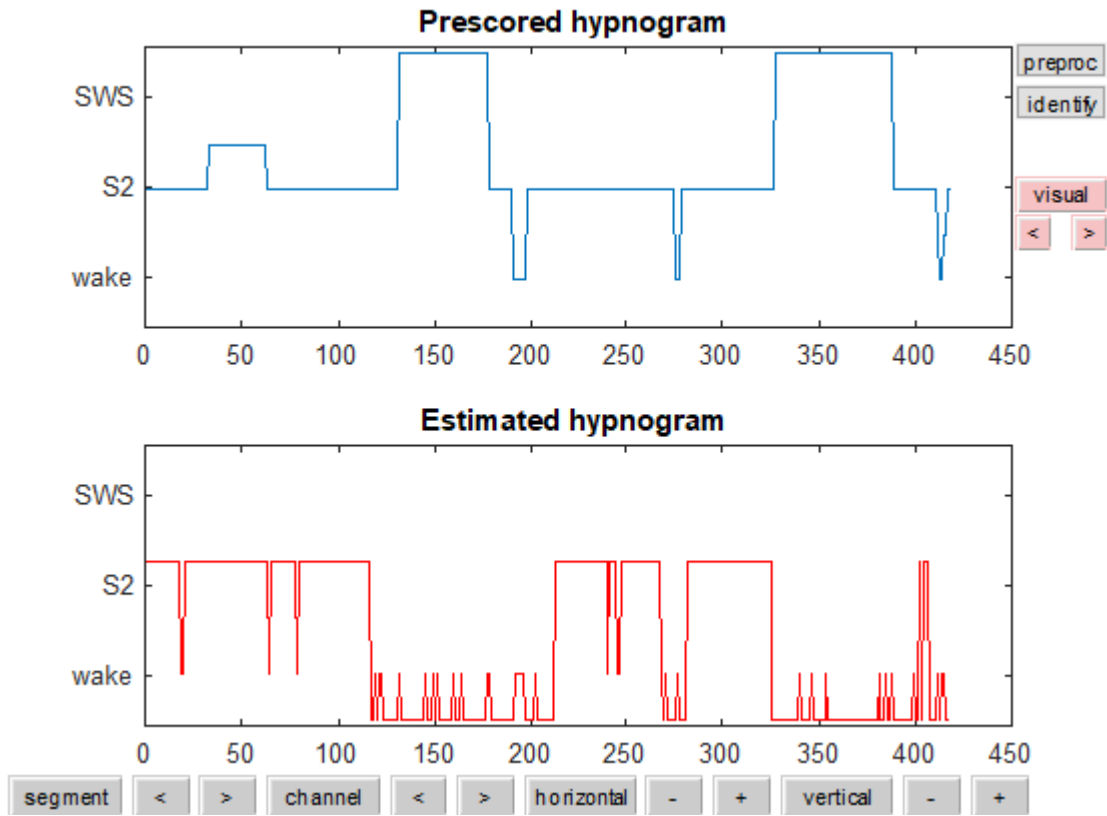 Prescored hypnogram
SWS
S2
wake
0 50 100 150 200 250 300 350 400 450
preproc
identify
visual
< >
Estimated hypnogram
SWS
S2
wake
0 50 100 150 200 250 300 350 400 450
segment < > channel < > horizontal - + vertical - +